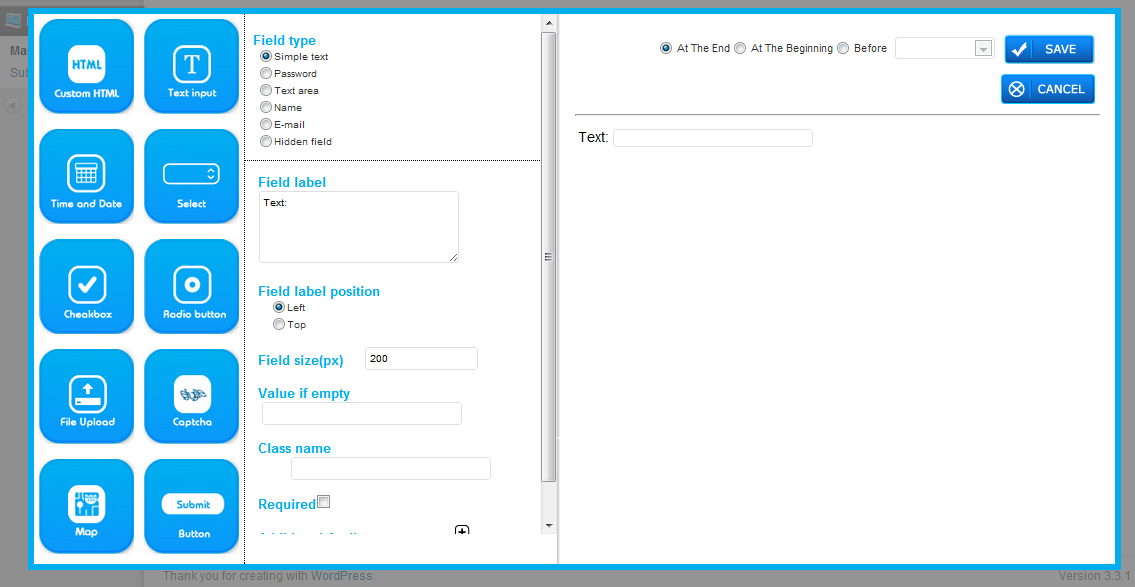 Ma
Su
HTML
Custom HTML
T
Text input
Time and Date
Select
Cheakbox
Radio button
File Upload
Captcha
Map
Submit
Button
Field type
Simple text
Password
Text area
Name
E-mail
Hidden field
Field label
Text:
Field label position
Left
Top
Field size(px) 200
Value if empty
Class name
Required
At The End At The Beginning Before
SAVE
CANCEL
Text:
Thank you for creating with WordPress.
Version 3.3.1